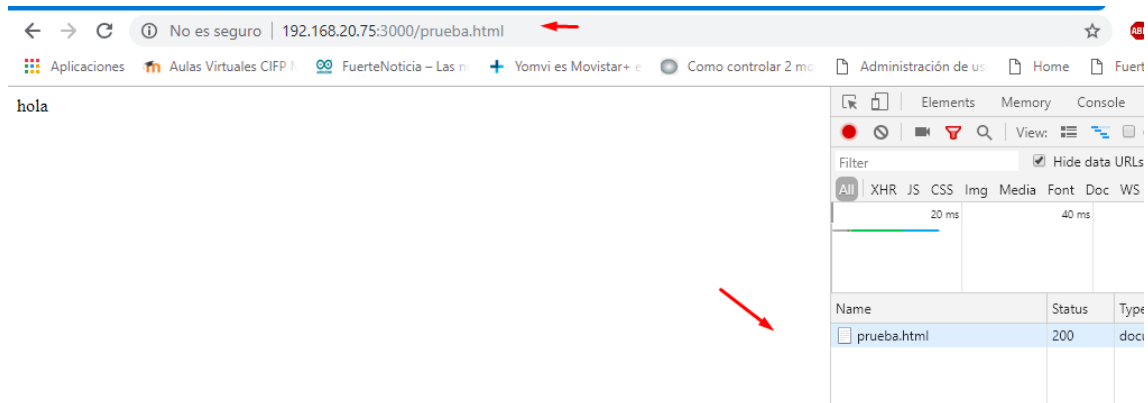 No es seguro | 192.168.20.75:3000/prueba.html
Aplicaciones Aulas Virtuales CIFP FuerteNoticia – Las Yomvi es Movistar+ Como controlar 2 Administración de Home
hola
Elements Memory Console
View:
Filter Hide data URLs
All XHR JS CSS Img Media Font Doc WS
20 ms 40 ms
Name Status Type
prueba.html 200